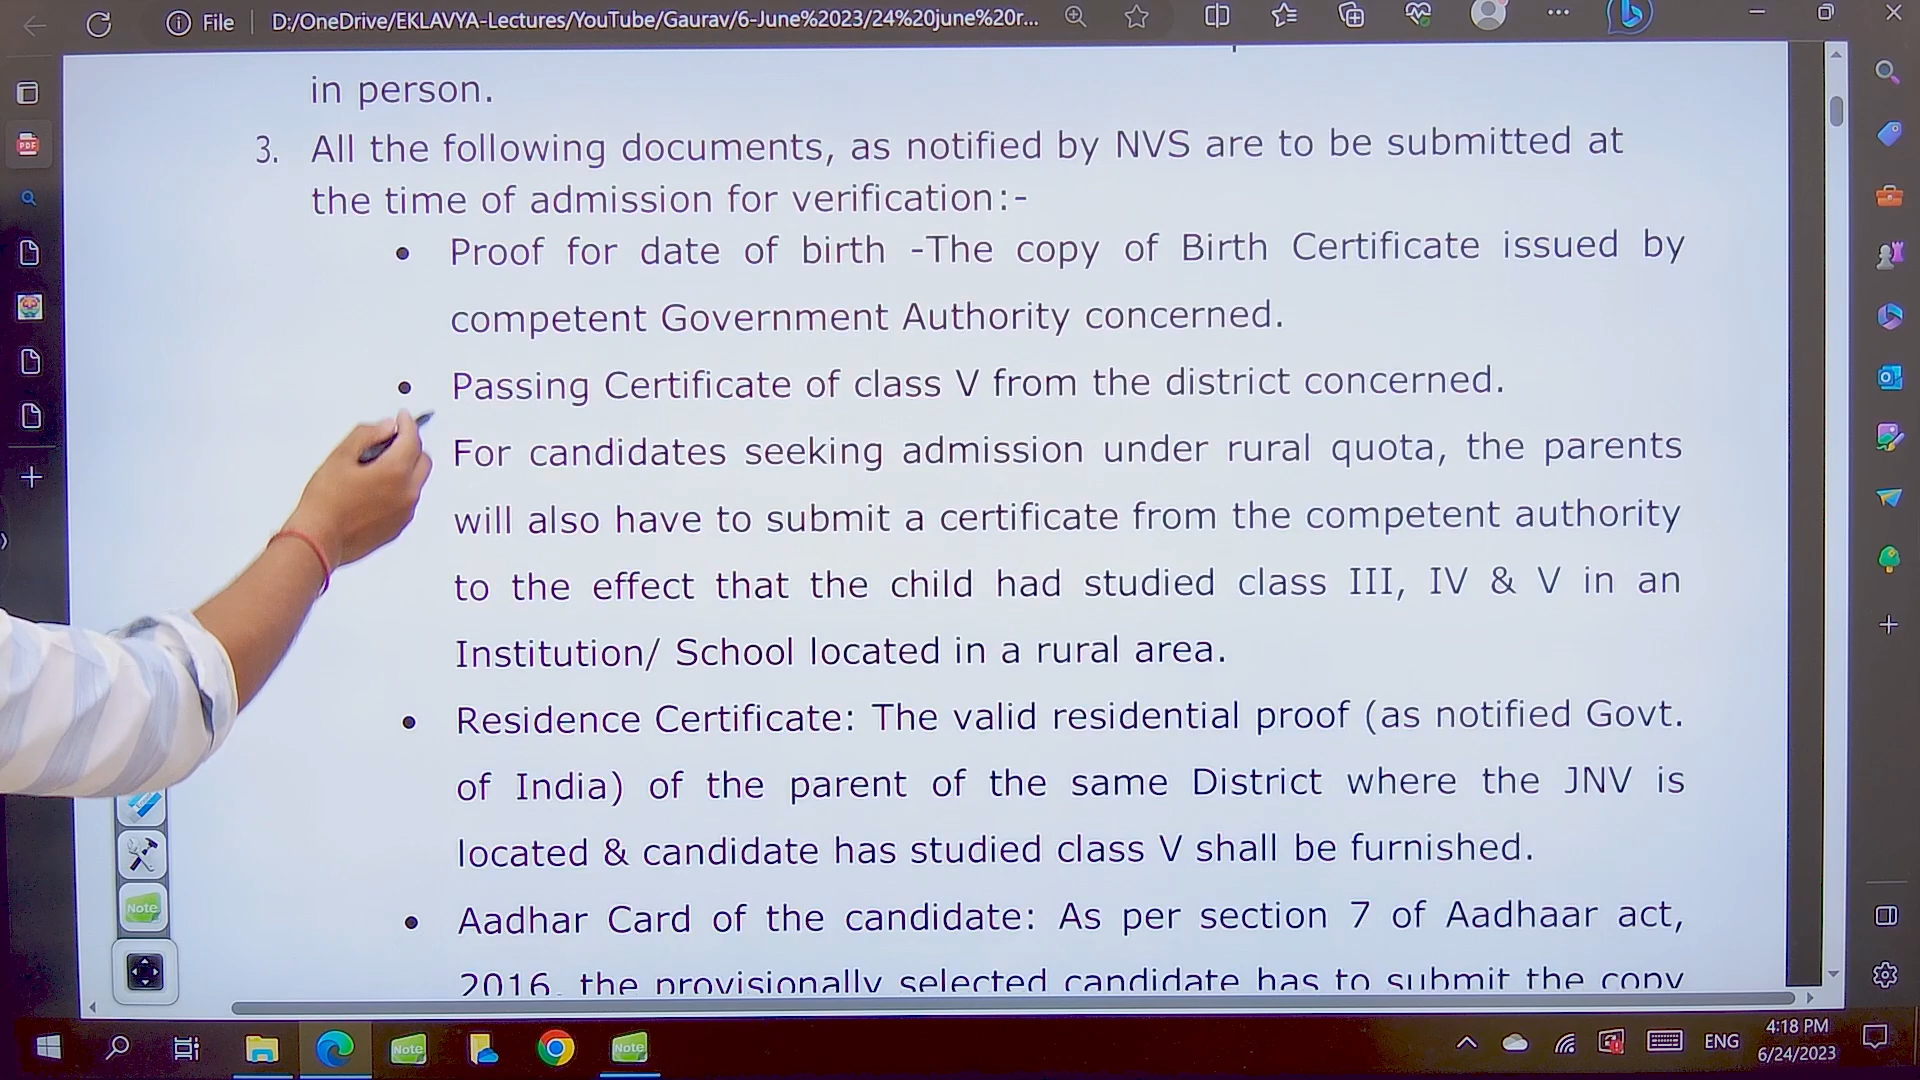 File
D:/OneDrive/EKLAVYA-Lectures/YouTube/Gaurav/6-June%2023/24%20june%20r...
in person.
3. All the following documents, as notified by NVS are to be submitted at
the time of admission for verification:-
• Proof for date of birth -The copy of Birth Certificate issued by
competent Government Authority concerned.
• Passing Certificate of class V from the district concerned.
For candidates seeking admission under rural quota, the parents
will also have to submit a certificate from the competent authority
to the effect that the child had studied class III, IV & V in an
Institution/ School located in a rural area.
• Residence Certificate: The valid residential proof (as notified Govt.
of India) of the parent of the same District where the JNV is
located & candidate has studied class V shall be furnished.
• Aadhar Card of the candidate: As per section 7 of Aadhaar act,
2016, the provisionally selected candidate has to submit the copy
PDF
Note
Note
Note
ENG
4:18 PM
6/24/2023